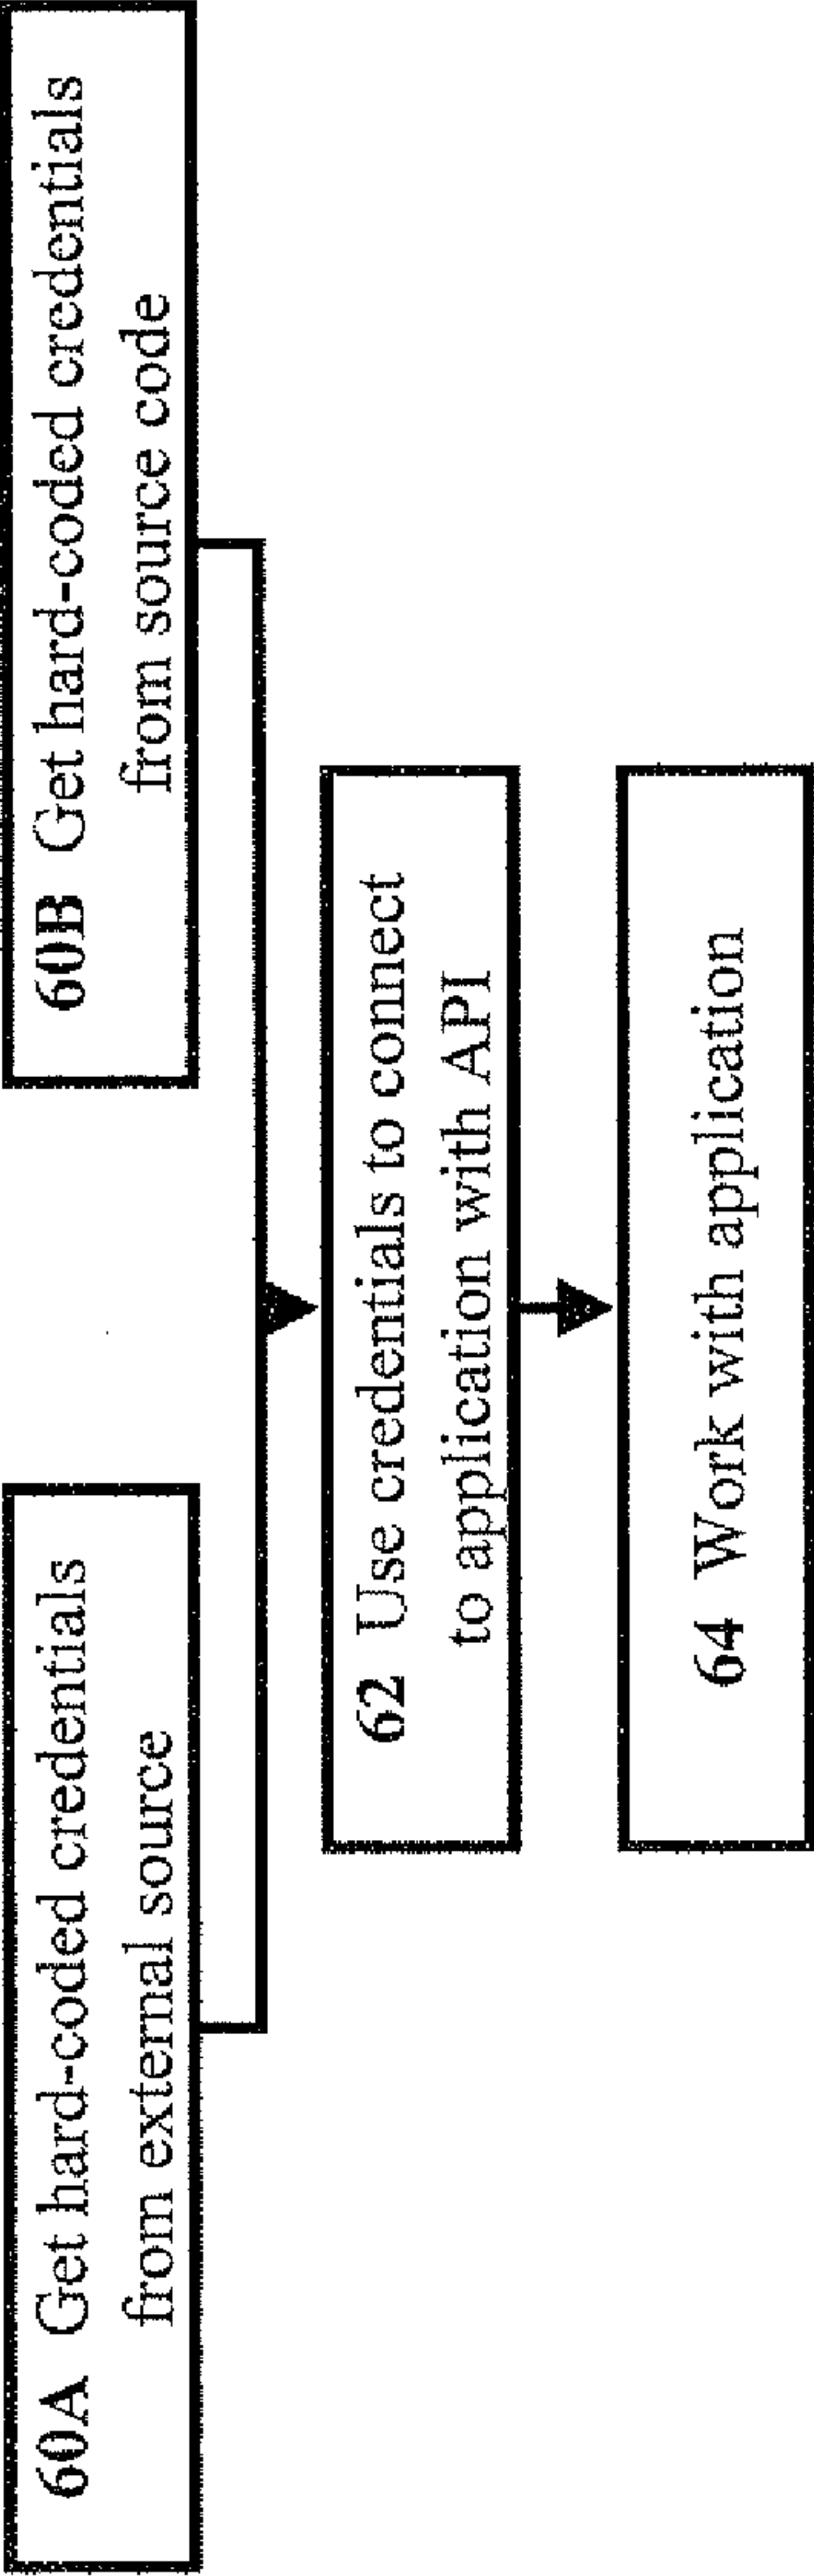 60A Get hard-coded credentials
from external source
60B Get hard-coded credentials
from source code
62 Use credentials to connect
to application with API
64 Work with application